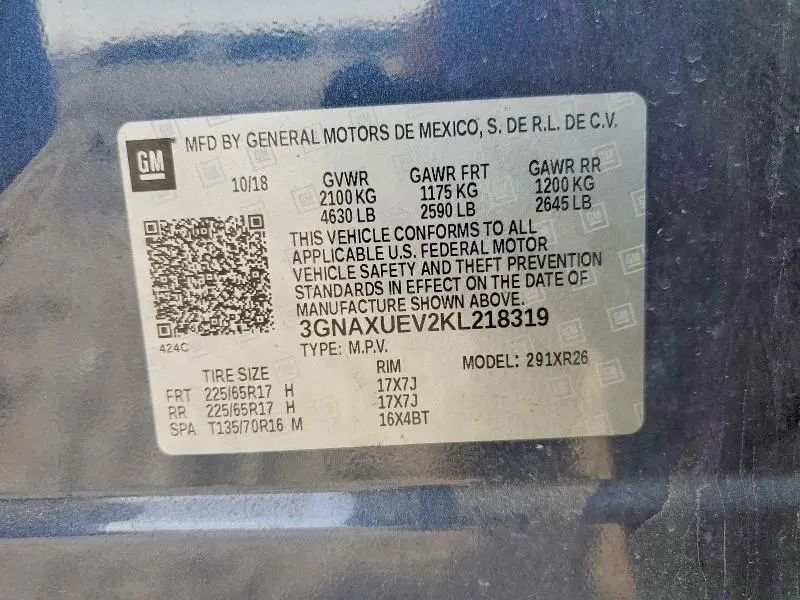 GM
MFD BY GENERAL MOTORS DE MEXICO, S. DE R.L. DE C.V.
10/18 GVWR GAWR FRT GAWR RR
2100 KG 1175 KG 1200 KG
4630 LB 2590 LB 2645 LB
THIS VEHICLE CONFORMS TO ALL
APPLICABLE U.S. FEDERAL MOTOR
VEHICLE SAFETY AND THEFT PREVENTION
STANDARDS IN EFFECT ON THE DATE OF
MANUFACTURE SHOWN ABOVE.
424C
3GNAXUEV2KL218319
TYPE: M.P.V. MODEL: 291XR26
TIRE SIZE RIM
FRT 225/65R17 H 17X7J
RR 225/65R17 H 17X7J
SPA T135/70R16 M 16X4BT